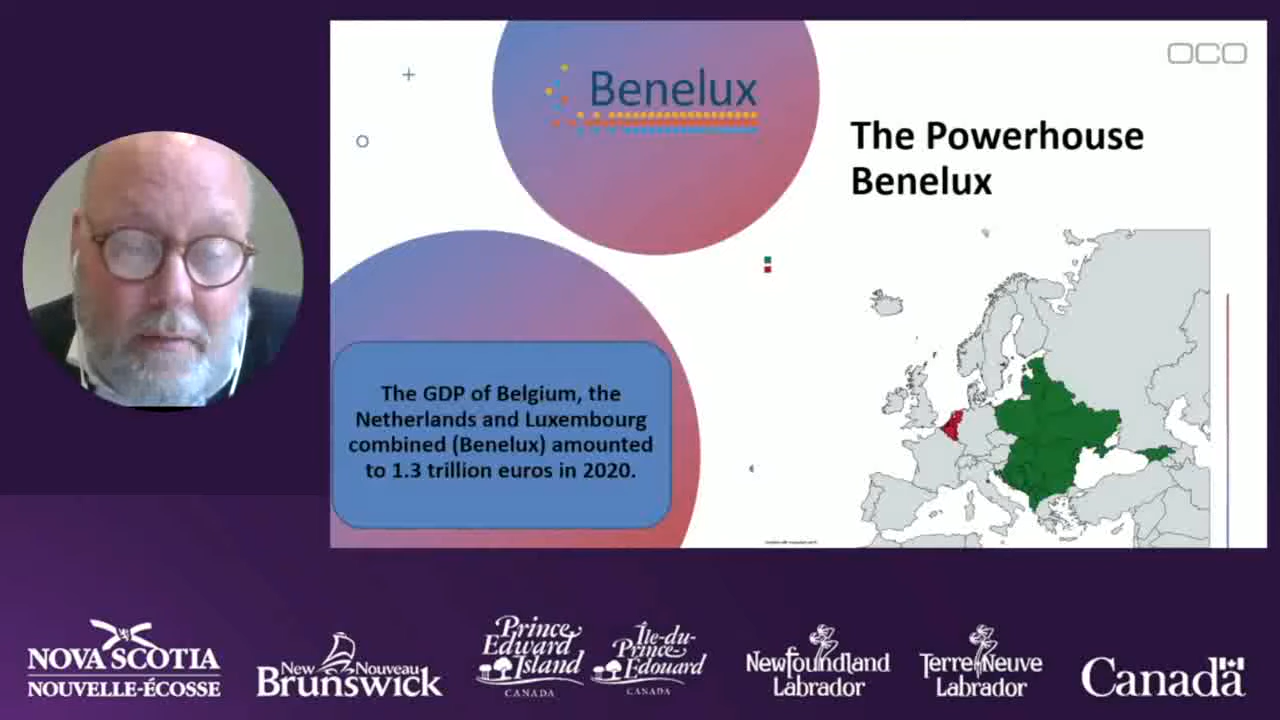 OCO
Benelux
The Powerhouse
Benelux
The GDP of Belgium, the
Netherlands and Luxembourg
combined (Benelux) amounted
to 1.3 trillion euros in 2020.
NOVA SCOTIA
NOUVELLE-ÉCOSSE
New Nouveau
Brunswick
Prince
Edward
Island
CANADA
Île-du-
Prince
Édouard
CANADA
Newfoundland
Labrador
Terre Neuve
Labrador
Canada